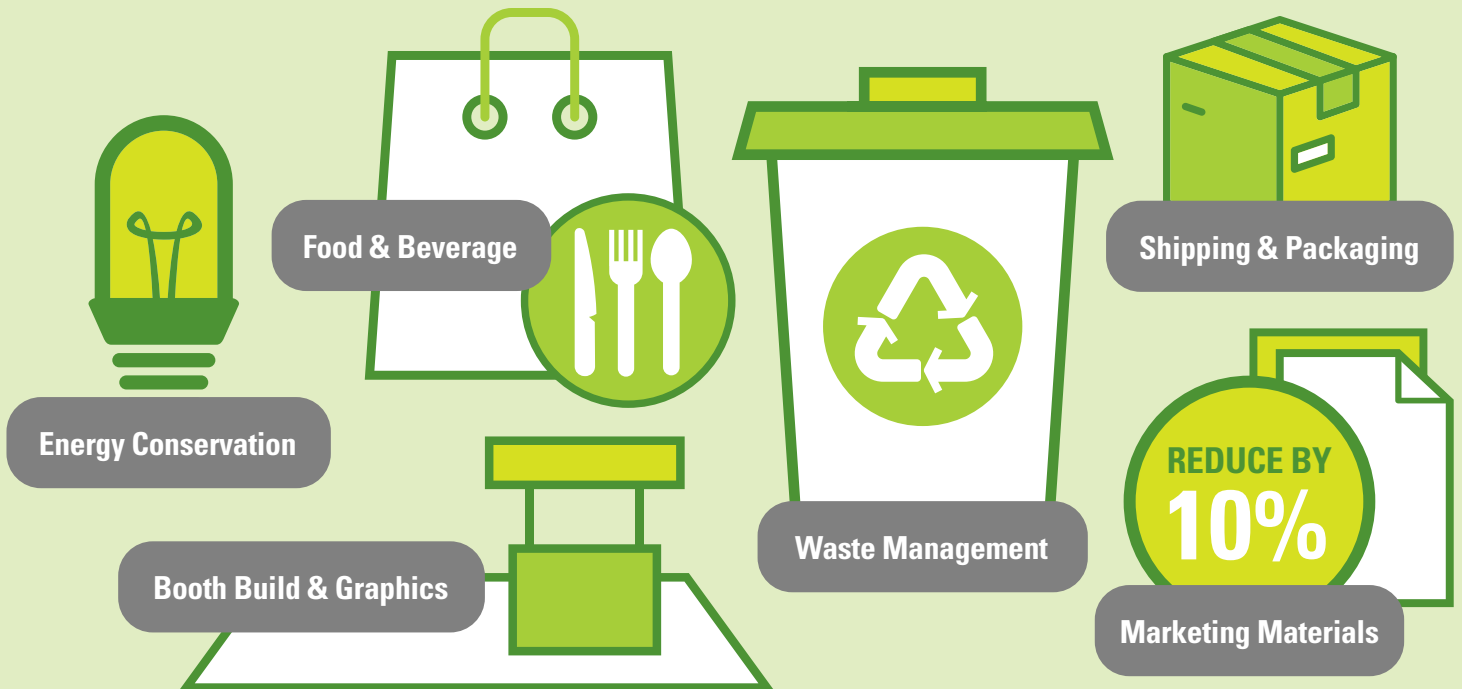 Food & Beverage
Shipping & Packaging
Energy Conservation
REDUCE BY
10%
Waste Management
Booth Build & Graphics
Marketing Materials